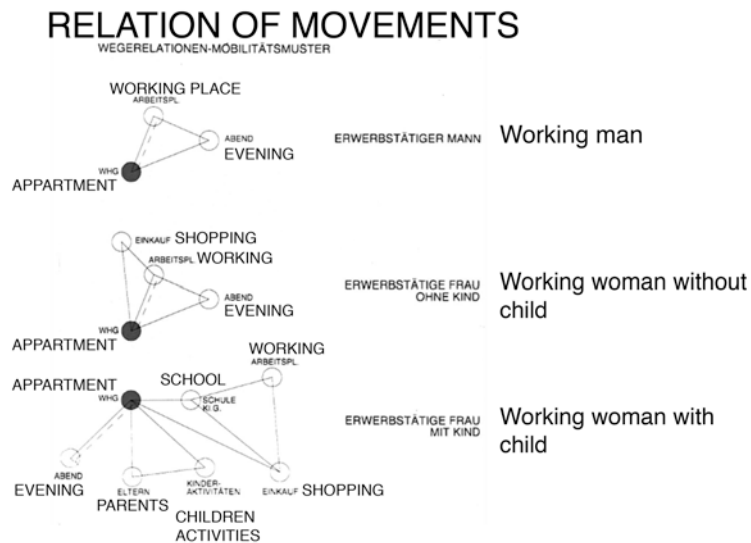 RELATION OF MOVEMENTS
WEGERELATIONEN-MOBILITÄTSMUSTER
WORKING PLACE
ARBEITSPL.
ABEND
EVENING
WHG
APPARTMENT
ERWERBSTÄTIGER MANN
Working man
EINKAUF SHOPPING
ARBEITSPL. WORKING
ABEND
EVENING
WHG
APPARTMENT
ERWERBSTÄTIGE FRAU
OHNE KIND
Working woman without
child
WORKING
ARBEITSPL.
APPARTMENT
WHG
SCHOOL
SCHULE
KI.G.
ABEND
EVENING
ELTERN
PARENTS
KINDER-
AKTIVITÄTEN
CHILDREN
ACTIVITIES
EINKAUF SHOPPING
ERWERBSTÄTIGE FRAU
MIT KIND
Working woman with
child